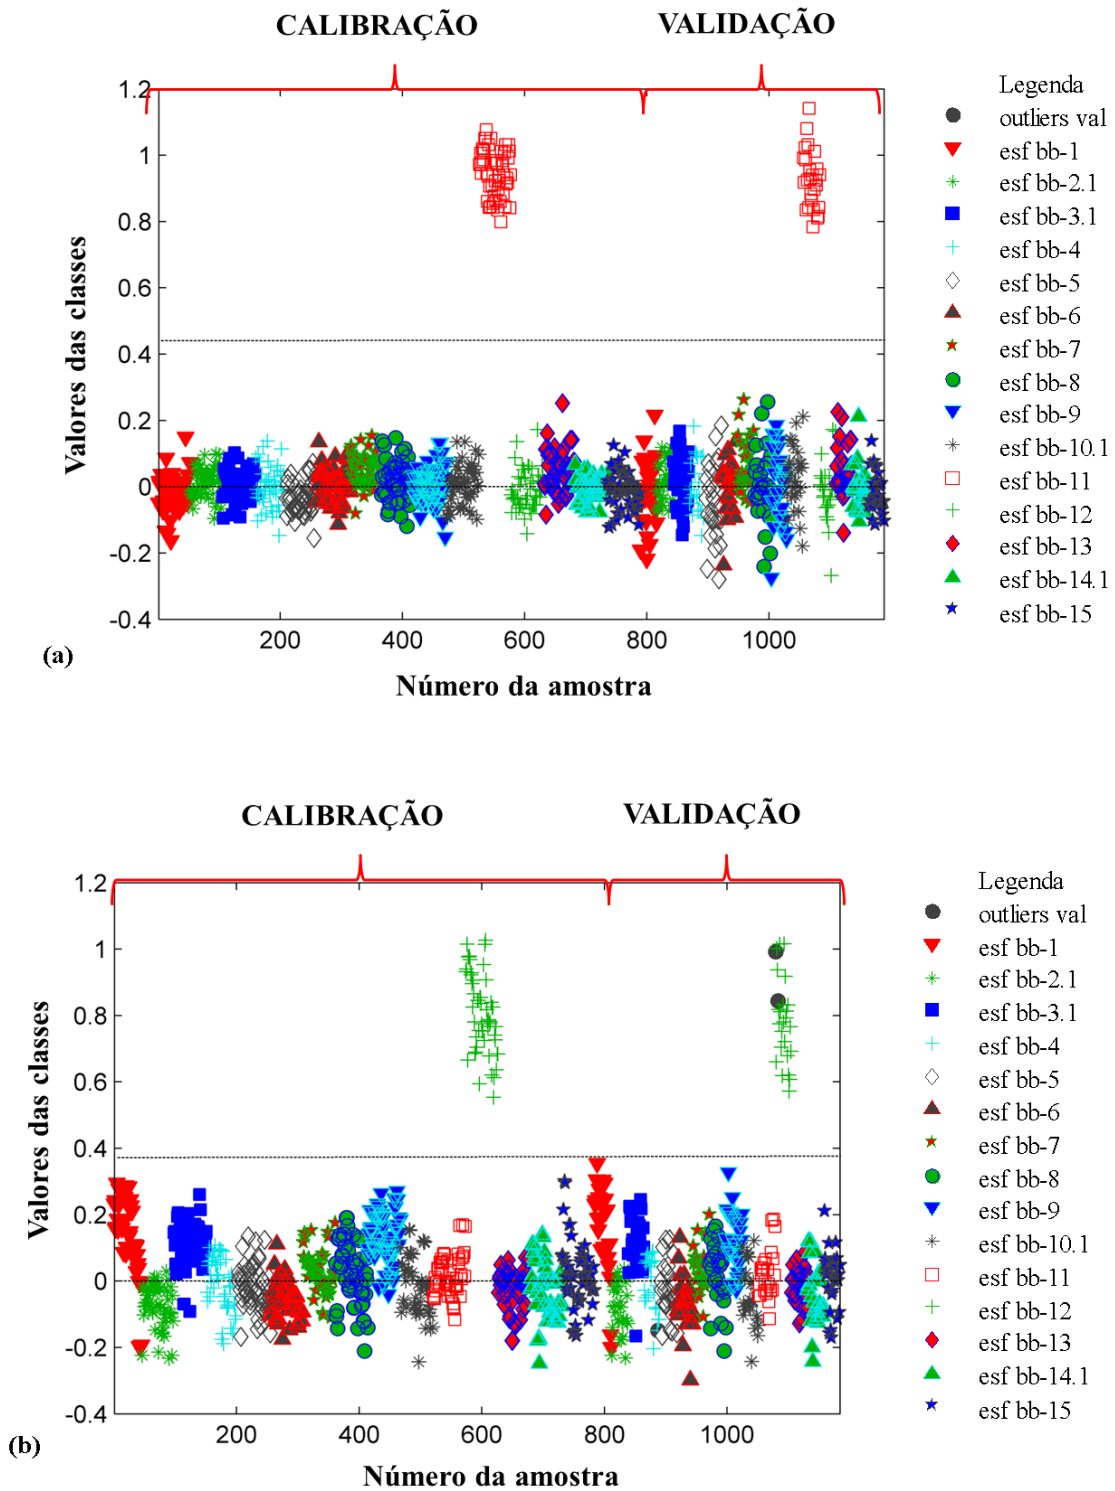 CALIBRAÇÃO VALIDAÇÃO
1.2
1
0.8
0.6
0.4
0.2
0
-0.2
-0.4
200 400 600 800 1000
Valores das classes
Número da amostra
(a)
Legenda
outliers val
esf bb-1
esf bb-2.1
esf bb-3.1
esf bb-4
esf bb-5
esf bb-6
esf bb-7
esf bb-8
esf bb-9
esf bb-10.1
esf bb-11
esf bb-12
esf bb-13
esf bb-14.1
esf bb-15
CALIBRAÇÃO VALIDAÇÃO
1.2
1
0.8
0.6
0.4
0.2
0
-0.2
-0.4
200 400 600 800 1000
Valores das classes
Número da amostra
(b)
Legenda
outliers val
esf bb-1
esf bb-2.1
esf bb-3.1
esf bb-4
esf bb-5
esf bb-6
esf bb-7
esf bb-8
esf bb-9
esf bb-10.1
esf bb-11
esf bb-12
esf bb-13
esf bb-14.1
esf bb-15